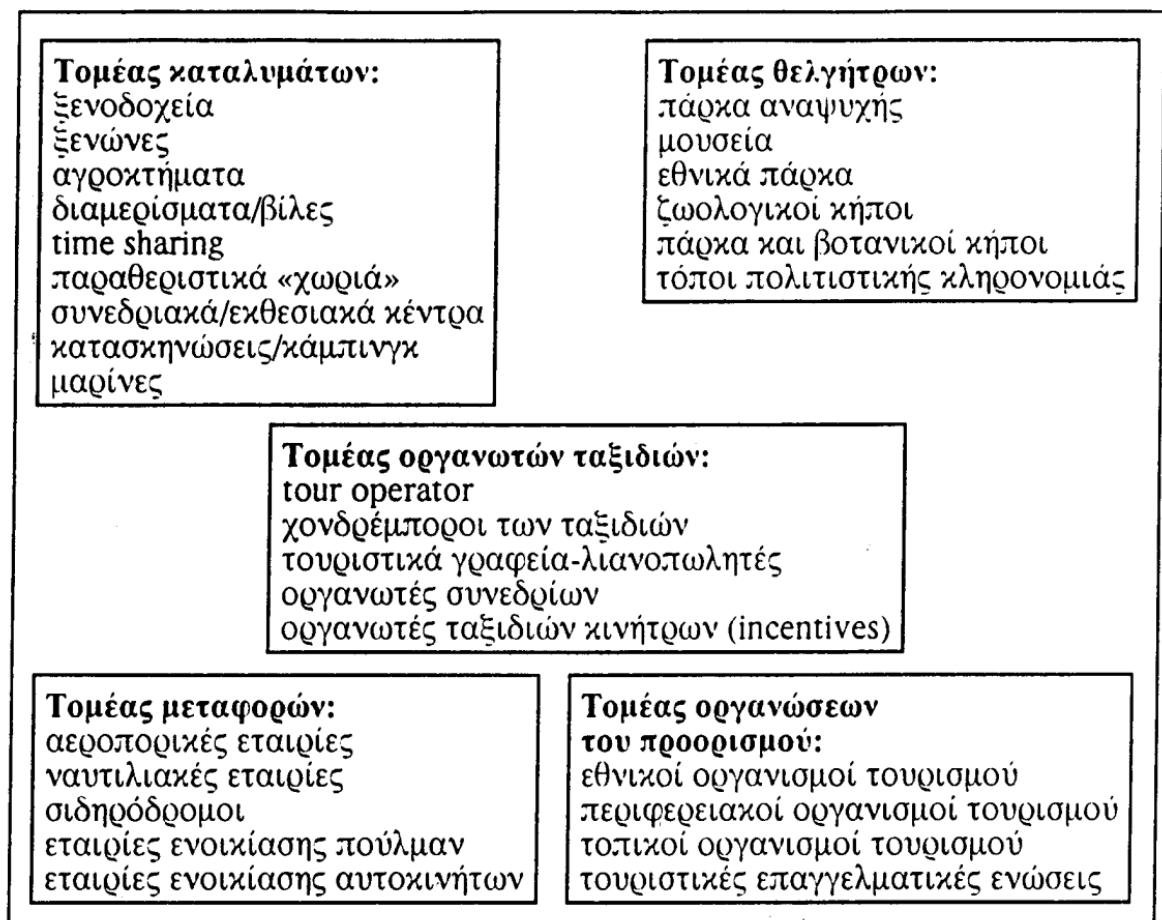 Τομέας καταλυμάτων:
ξενοδοχεία
ξενώνες
αγροκτήματα
διαμερίσματα/βίλες
time sharing
παραθεριστικά «χωριά»
συνεδριακά/εκθεσιακά κέντρα
κατασκηνώσεις/κάμπινγκ
μαρίνες
Τομέας θελγήτρων:
πάρκα αναψυχής
μουσεία
εθνικά πάρκα
ζωολογικοί κήποι
πάρκα και βοτανικοί κήποι
τόποι πολιτιστικής κληρονομιάς
Τομέας οργανωτών ταξιδιών:
tour operator
χονδρέμποροι των ταξιδιών
τουριστικά γραφεία-λιανοπωλητές
οργανωτές συνεδρίων
οργανωτές ταξιδιών κινήτρων (incentives)
Τομέας μεταφορών:
αεροπορικές εταιρίες
ναυτιλιακές εταιρίες
σιδηρόδρομοι
εταιρίες ενοικίασης πούλμαν
εταιρίες ενοικίασης αυτοκινήτων
Τομέας οργανώσεων
του προορισμού:
εθνικοί οργανισμοί τουρισμού
περιφερειακοί οργανισμοί τουρισμού
τοπικοί οργανισμοί τουρισμού
τουριστικές επαγγελματικές ενώσεις